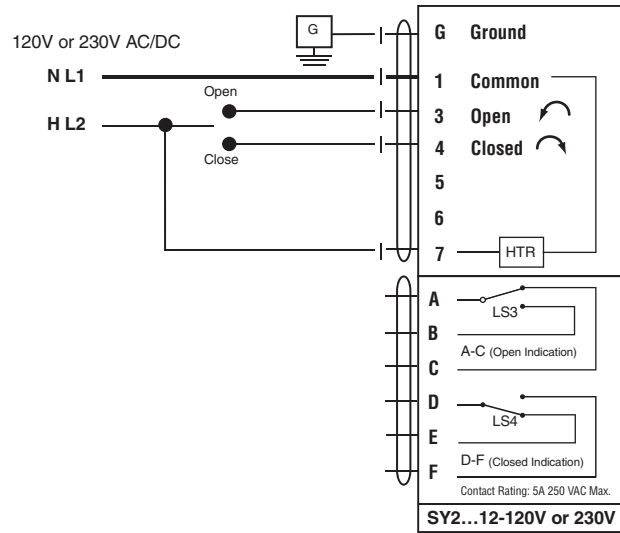 120V or 230V AC/DC
G
G Ground
N L1
1 Common
Open
3 Open
H L2
Close
4 Closed
5
6
7
HTR
A
LS3
B
A-C (Open Indication)
C
D
LS4
E
D-F (Closed Indication)
F
Contact Rating: 5A 250 VAC Max.
SY2…12-120V or 230V